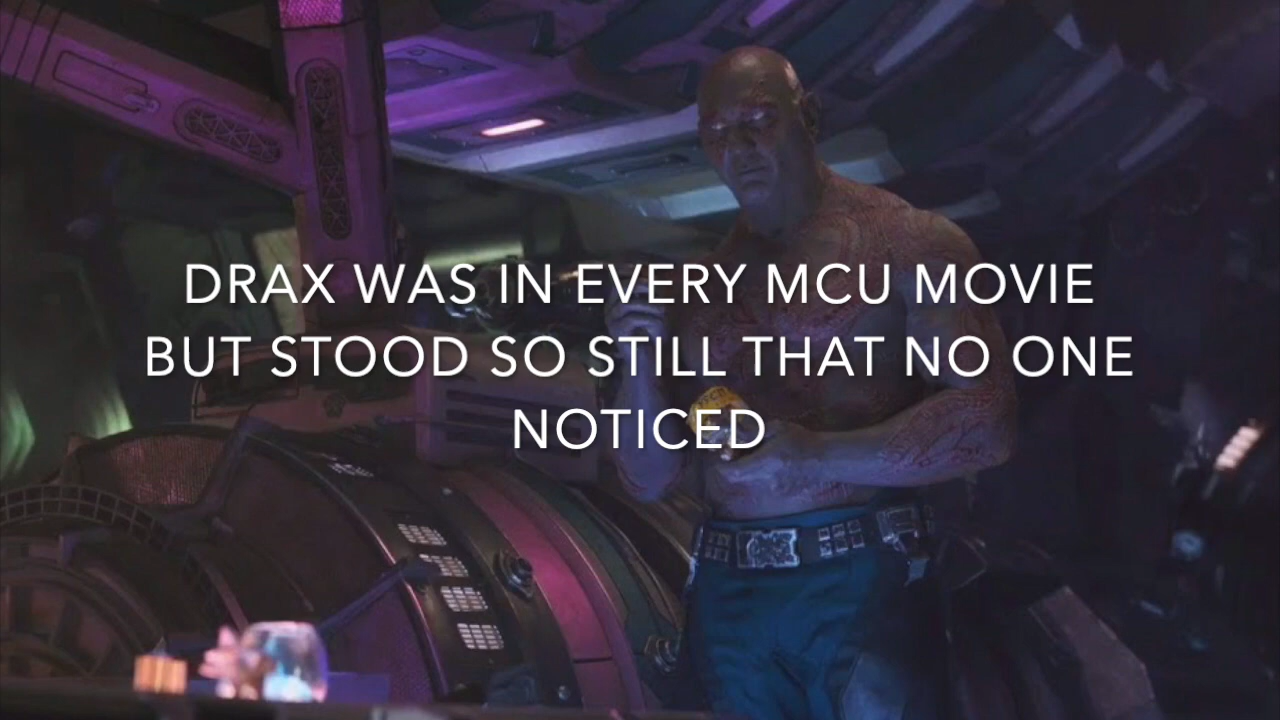 DRAX WAS IN EVERY MCU MOVIE
BUT STOOD SO STILL THAT NO ONE
NOTICED